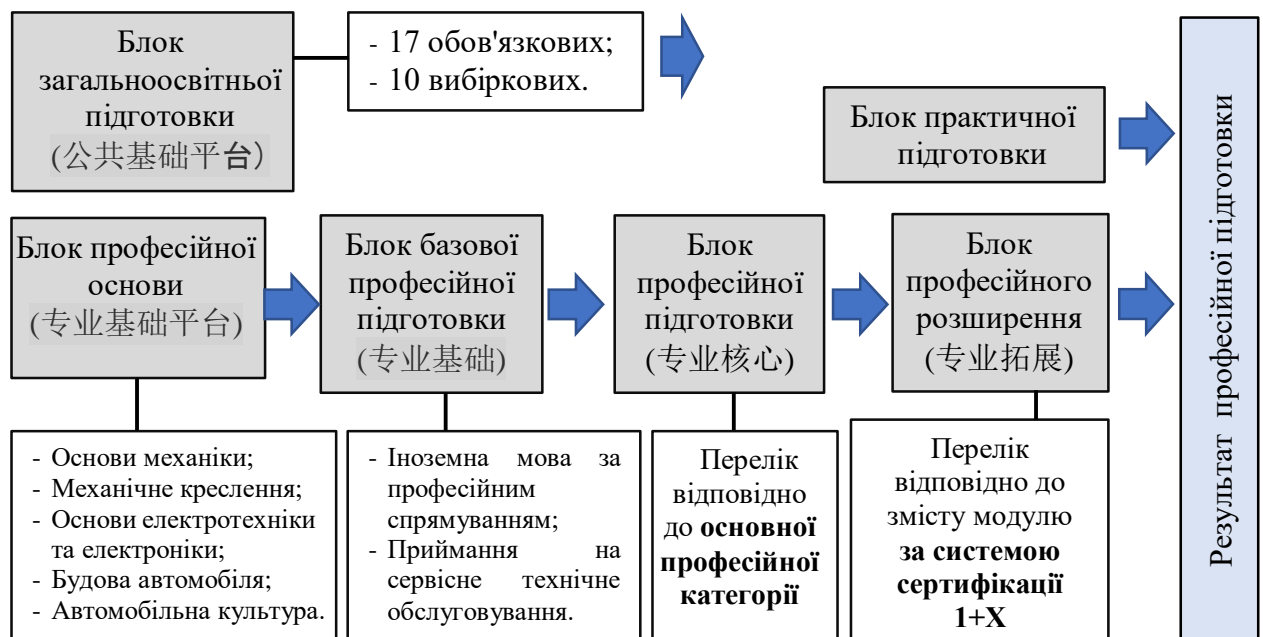 Блок
загальноосвітньої
підготовки
(公共基础平台)
- 17 обов'язкових;
- 10 вибіркових.
Блок практичної
підготовки
Блок професійної
основи
(专业基础平台)
Блок базової
професійної
підготовки
(专业基础)
Блок
професійної
підготовки
(专业核心)
Блок
професійного
розширення
(专业拓展)
- Основи механіки;
- Механічне креслення;
- Основи електротехніки
та електроніки;
- Будова автомобіля;
- Автомобільна культура.
- Іноземна мова за
професійним
спрямуванням;
- Приймання на
сервісне технічне
обслуговування.
Перелік
відповідно
до основної
професійної
категорії
Перелік
відповідно до
змісту модулю
за системою
сертифікації
1+X
Результат професійної підготовки